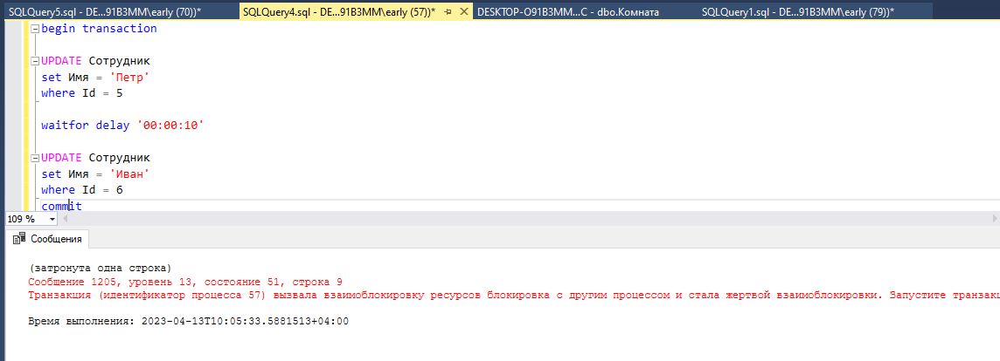 SQLQuery5.sql - DE...91B3MM\early (70))*
SQLQuery4.sql - DE...91B3MM\early (57))*
DESKTOP-O91B3MM...C - dbo.Комната
SQLQuery1.sql - DE...91B3MM\early (79))*
begin transaction
UPDATE Сотрудник
set Имя = 'Петр'
where Id = 5
waitfor delay '00:00:10'
UPDATE Сотрудник
set Имя = 'Иван'
where Id = 6
commit
109 %
Сообщения
(затронута одна строка)
Сообщение 1205, уровень 13, состояние 51, строка 9
Транзакция (идентификатор процесса 57) вызвала взаимоблокировку ресурсов блокировка с другим процессом и стала жертвой взаимоблокировки. Запустите транзакц
Время выполнения: 2023-04-13T10:05:33.5881513+04:00